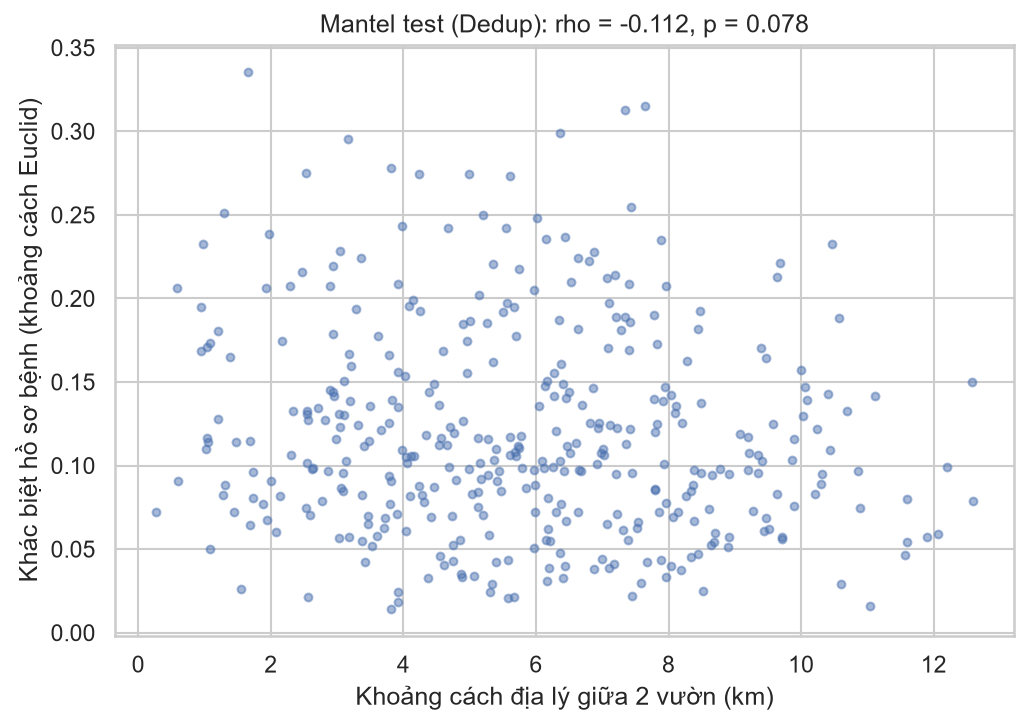 Mantel test (Dedup): rho = -0.112, p = 0.078
Khác biệt hồ sơ bệnh (khoảng cách Euclid)
0.35
0.30
0.25
0.20
0.15
0.10
0.05
0.00
0 2 4 6 8 10 12
Khoảng cách địa lý giữa 2 vườn (km)